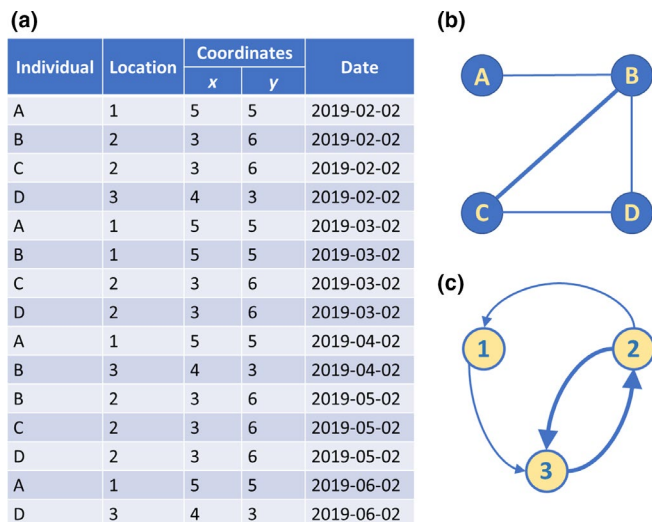 (a)
Individual Location Coordinates Date
x y
A 1 5 5 2019-02-02
B 2 3 6 2019-02-02
C 2 3 6 2019-02-02
D 3 4 3 2019-02-02
A 1 5 5 2019-03-02
B 1 5 5 2019-03-02
C 2 3 6 2019-03-02
D 2 3 6 2019-03-02
A 1 5 5 2019-04-02
B 3 4 3 2019-04-02
B 2 3 6 2019-05-02
C 2 3 6 2019-05-02
D 2 3 6 2019-05-02
A 1 5 5 2019-06-02
D 3 4 3 2019-06-02
(b)
A B
C D
(c)
1 2
3